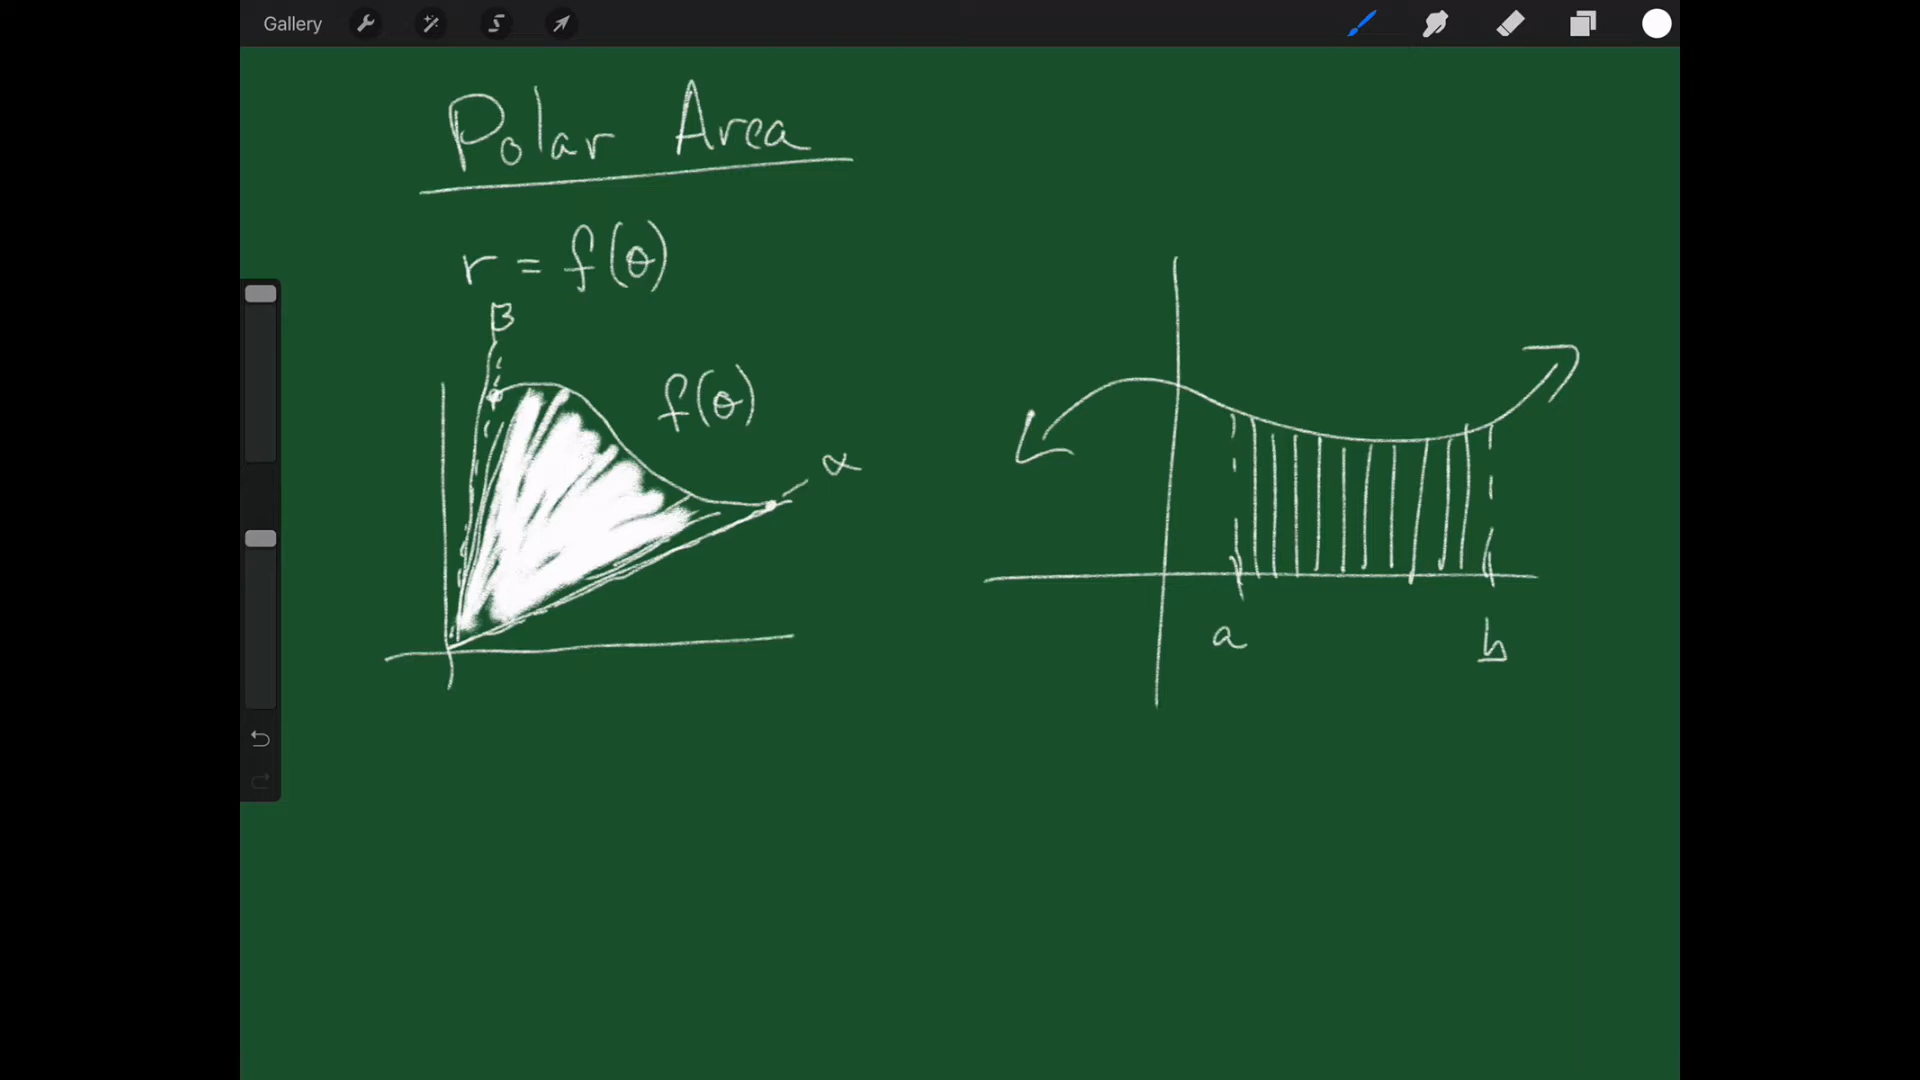 Gallery
Polar Area
r = f(θ)
β
f(θ)
α
a
b